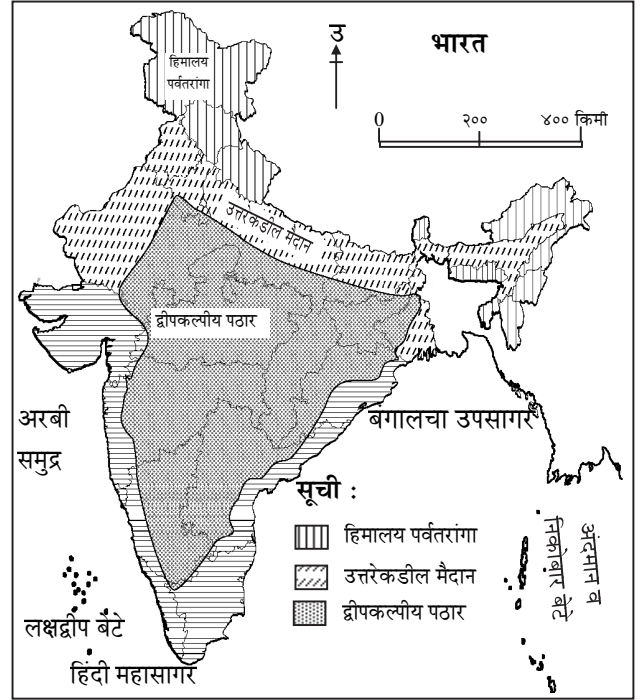 भारत
उ
0 २०० ४०० किमी
हिमालय
पर्वतरांगा
उत्तरेकडील मैदान
द्वीपकल्पीय पठार
अरबी
समुद्र
बंगालचा उपसागर
सूची :
हिमालय पर्वतरांगा
उत्तरेकडील मैदान
द्वीपकल्पीय पठार
अंदमान व
निकोबार बेटे
लक्षद्वीप बेटे
हिंदी महासागर